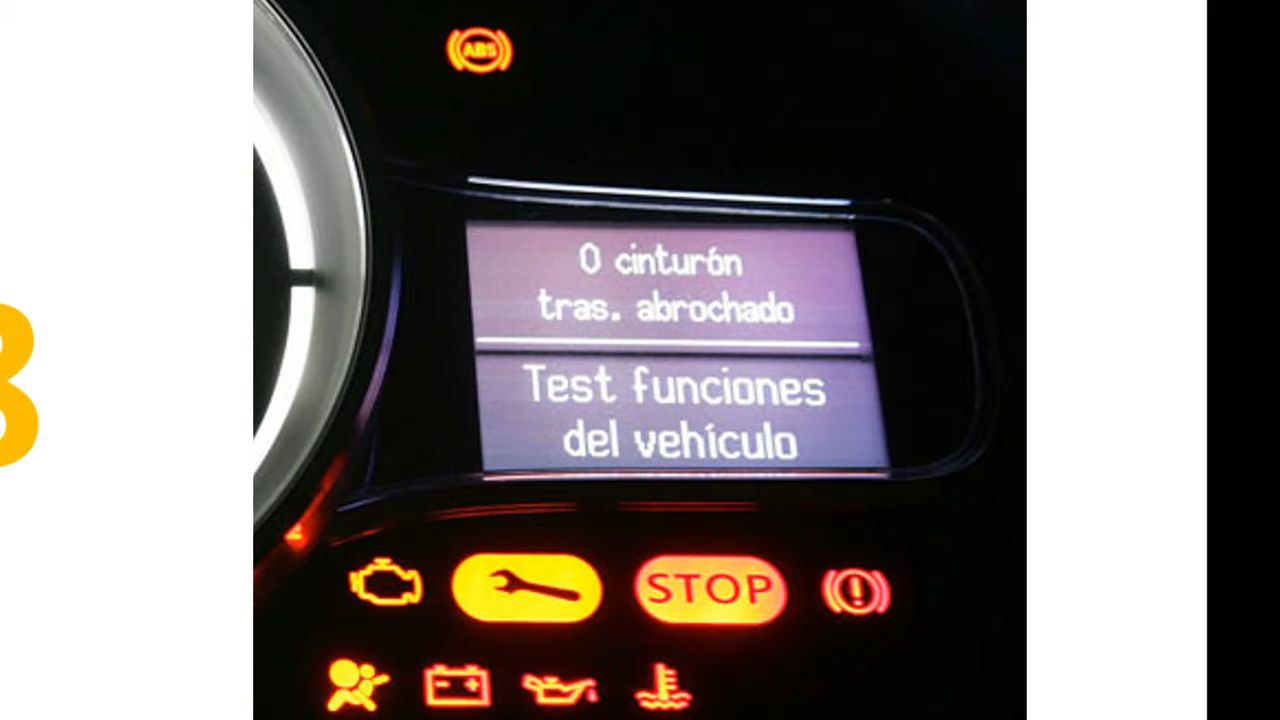 ABS
0 cinturón
tras. abrochado
Test funciones
del vehículo
STOP